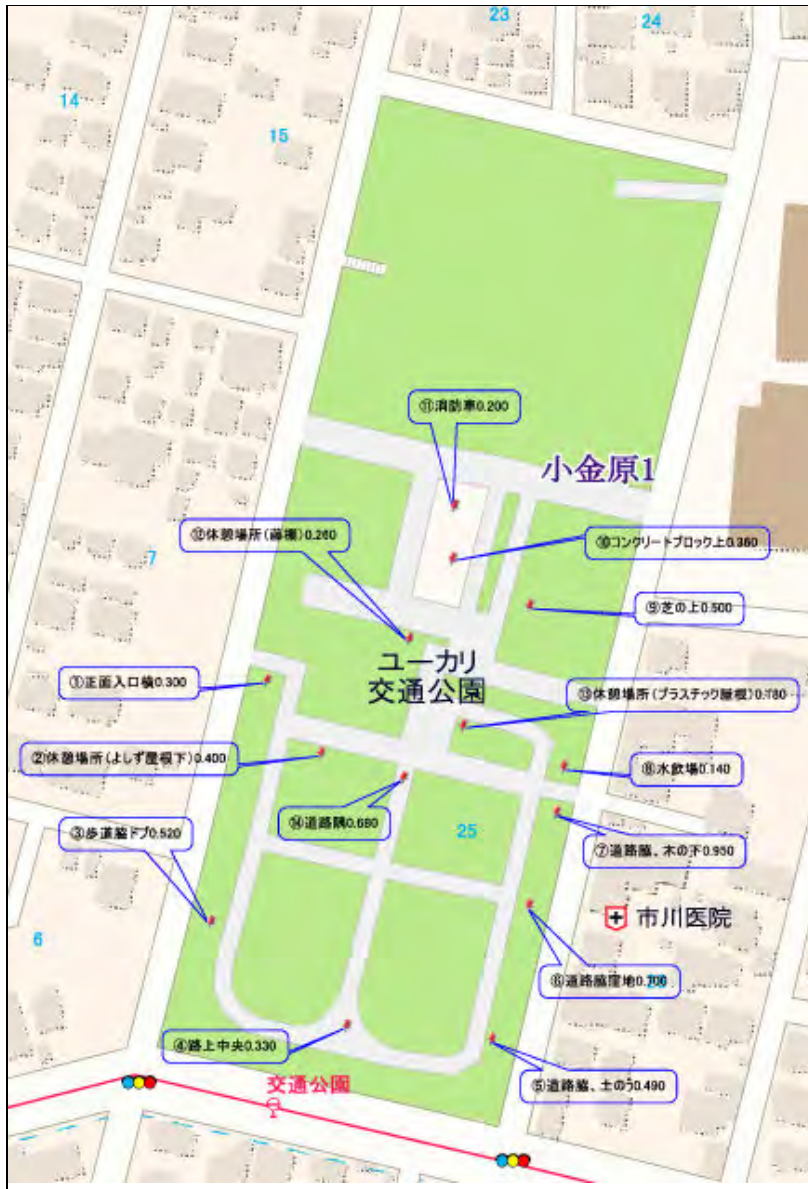 23
24
14
15
⑪消防車0.200
小金原1
⑫休憩場所(藤棚)0.260
⑩コンクリートブロック上0.360
7
⑨芝の上0.500
ユーカリ
交通公園
①正面入口横0.300
⑬休憩場所(プラスチック屋根)0.180
②休憩場所(よしず屋根下)0.400
⑧水飲場0.140
⑭道路隅0.680
25
③歩道脇ドブ0.520
⑦道路脇、木の下0.950
市川医院
6
⑥道路脇窪地0.700
④路上中央0.330
⑤道路脇、土のう0.490
交通公園